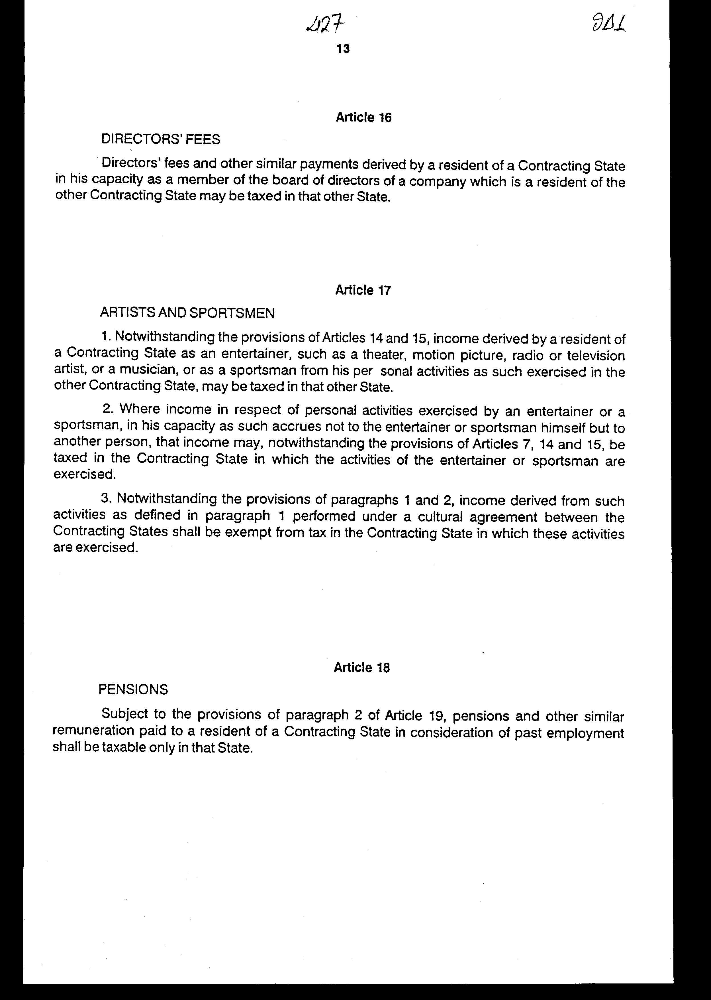 427
13
Article 16
DIRECTORS' FEES
Directors' fees and other similar payments derived by a resident of a Contracting State
in his capacity as a member of the board of directors of a company which is a resident of the
other Contracting State may be taxed in that other State.
Article 17
ARTISTS AND SPORTSMEN
1. Notwithstanding the provisions of Articles 14 and 15, income derived by a resident of
a Contracting State as an entertainer, such as a theater, motion picture, radio or television
artist, or a musician, or as a sportsman from his per sonal activities as such exercised in the
other Contracting State, may be taxed in that other State.
2. Where income in respect of personal activities exercised by an entertainer or a
sportsman, in his capacity as such accrues not to the entertainer or sportsman himself but to
another person, that income may, notwithstanding the provisions of Articles 7, 14 and 15, be
taxed in the Contracting State in which the activities of the entertainer or sportsman are
exercised.
3. Notwithstanding the provisions of paragraphs 1 and 2, income derived from such
activities as defined in paragraph 1 performed under a cultural agreement between the
Contracting States shall be exempt from tax in the Contracting State in which these activities
are exercised.
Article 18
PENSIONS
Subject to the provisions of paragraph 2 of Article 19, pensions and other similar
remuneration paid to a resident of a Contracting State in consideration of past employment
shall be taxable only in that State.